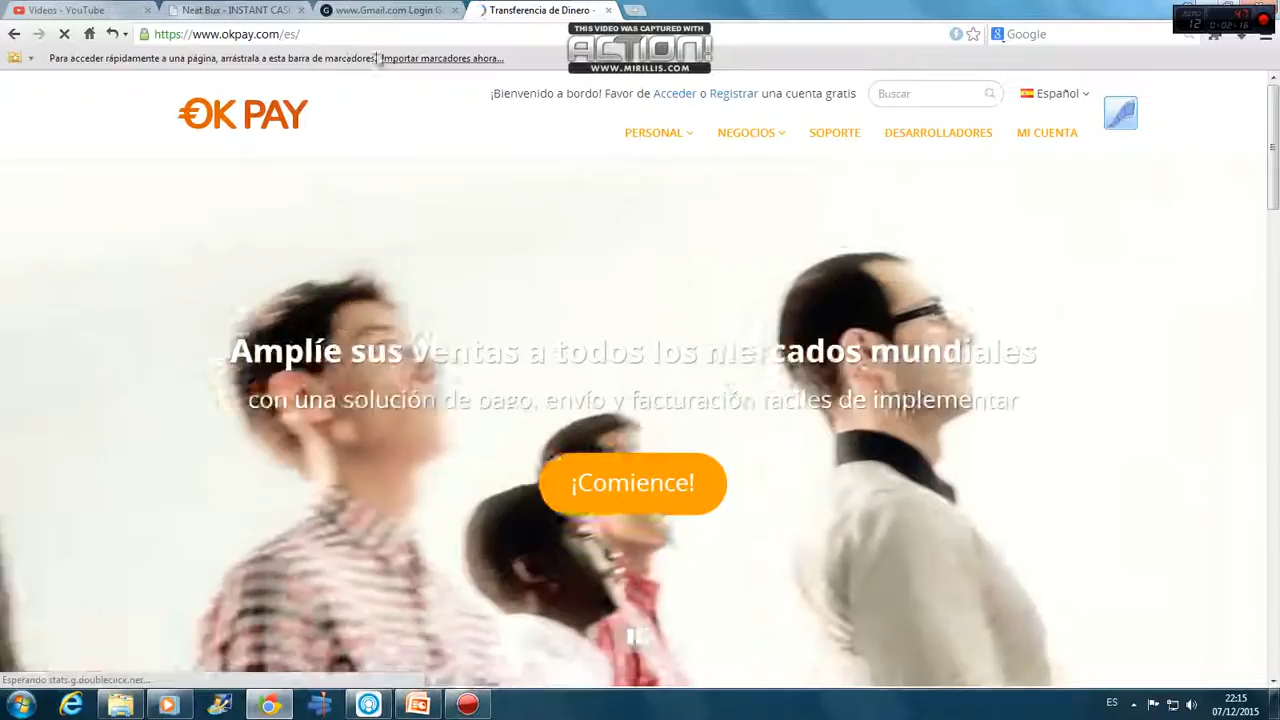 Videos - YouTube
Neat Bux - INSTANT CAS
www.Gmail.com Login G
Transferencia de Dinero -
https://www.okpay.com/es/
Google
THIS VIDEO WAS CAPTURED WITH
ACTION!
WWW.MIRILLIS.COM
Para acceder rápidamente a una página, arrástrala a esta barra de marcadores. Importar marcadores ahora...
¡Bienvenido a bordo! Favor de Acceder o Registrar una cuenta gratis
Buscar
Español
OK PAY
PERSONAL
NEGOCIOS
SOPORTE
DESARROLLADORES
MI CUENTA
Amplíe sus ventas a todos los mercados mundiales
con una solución de pago, envío y facturación fáciles de implementar
¡Comience!
Esperando stats.g.doubleclick.net...
ES
22:15
07/12/2015